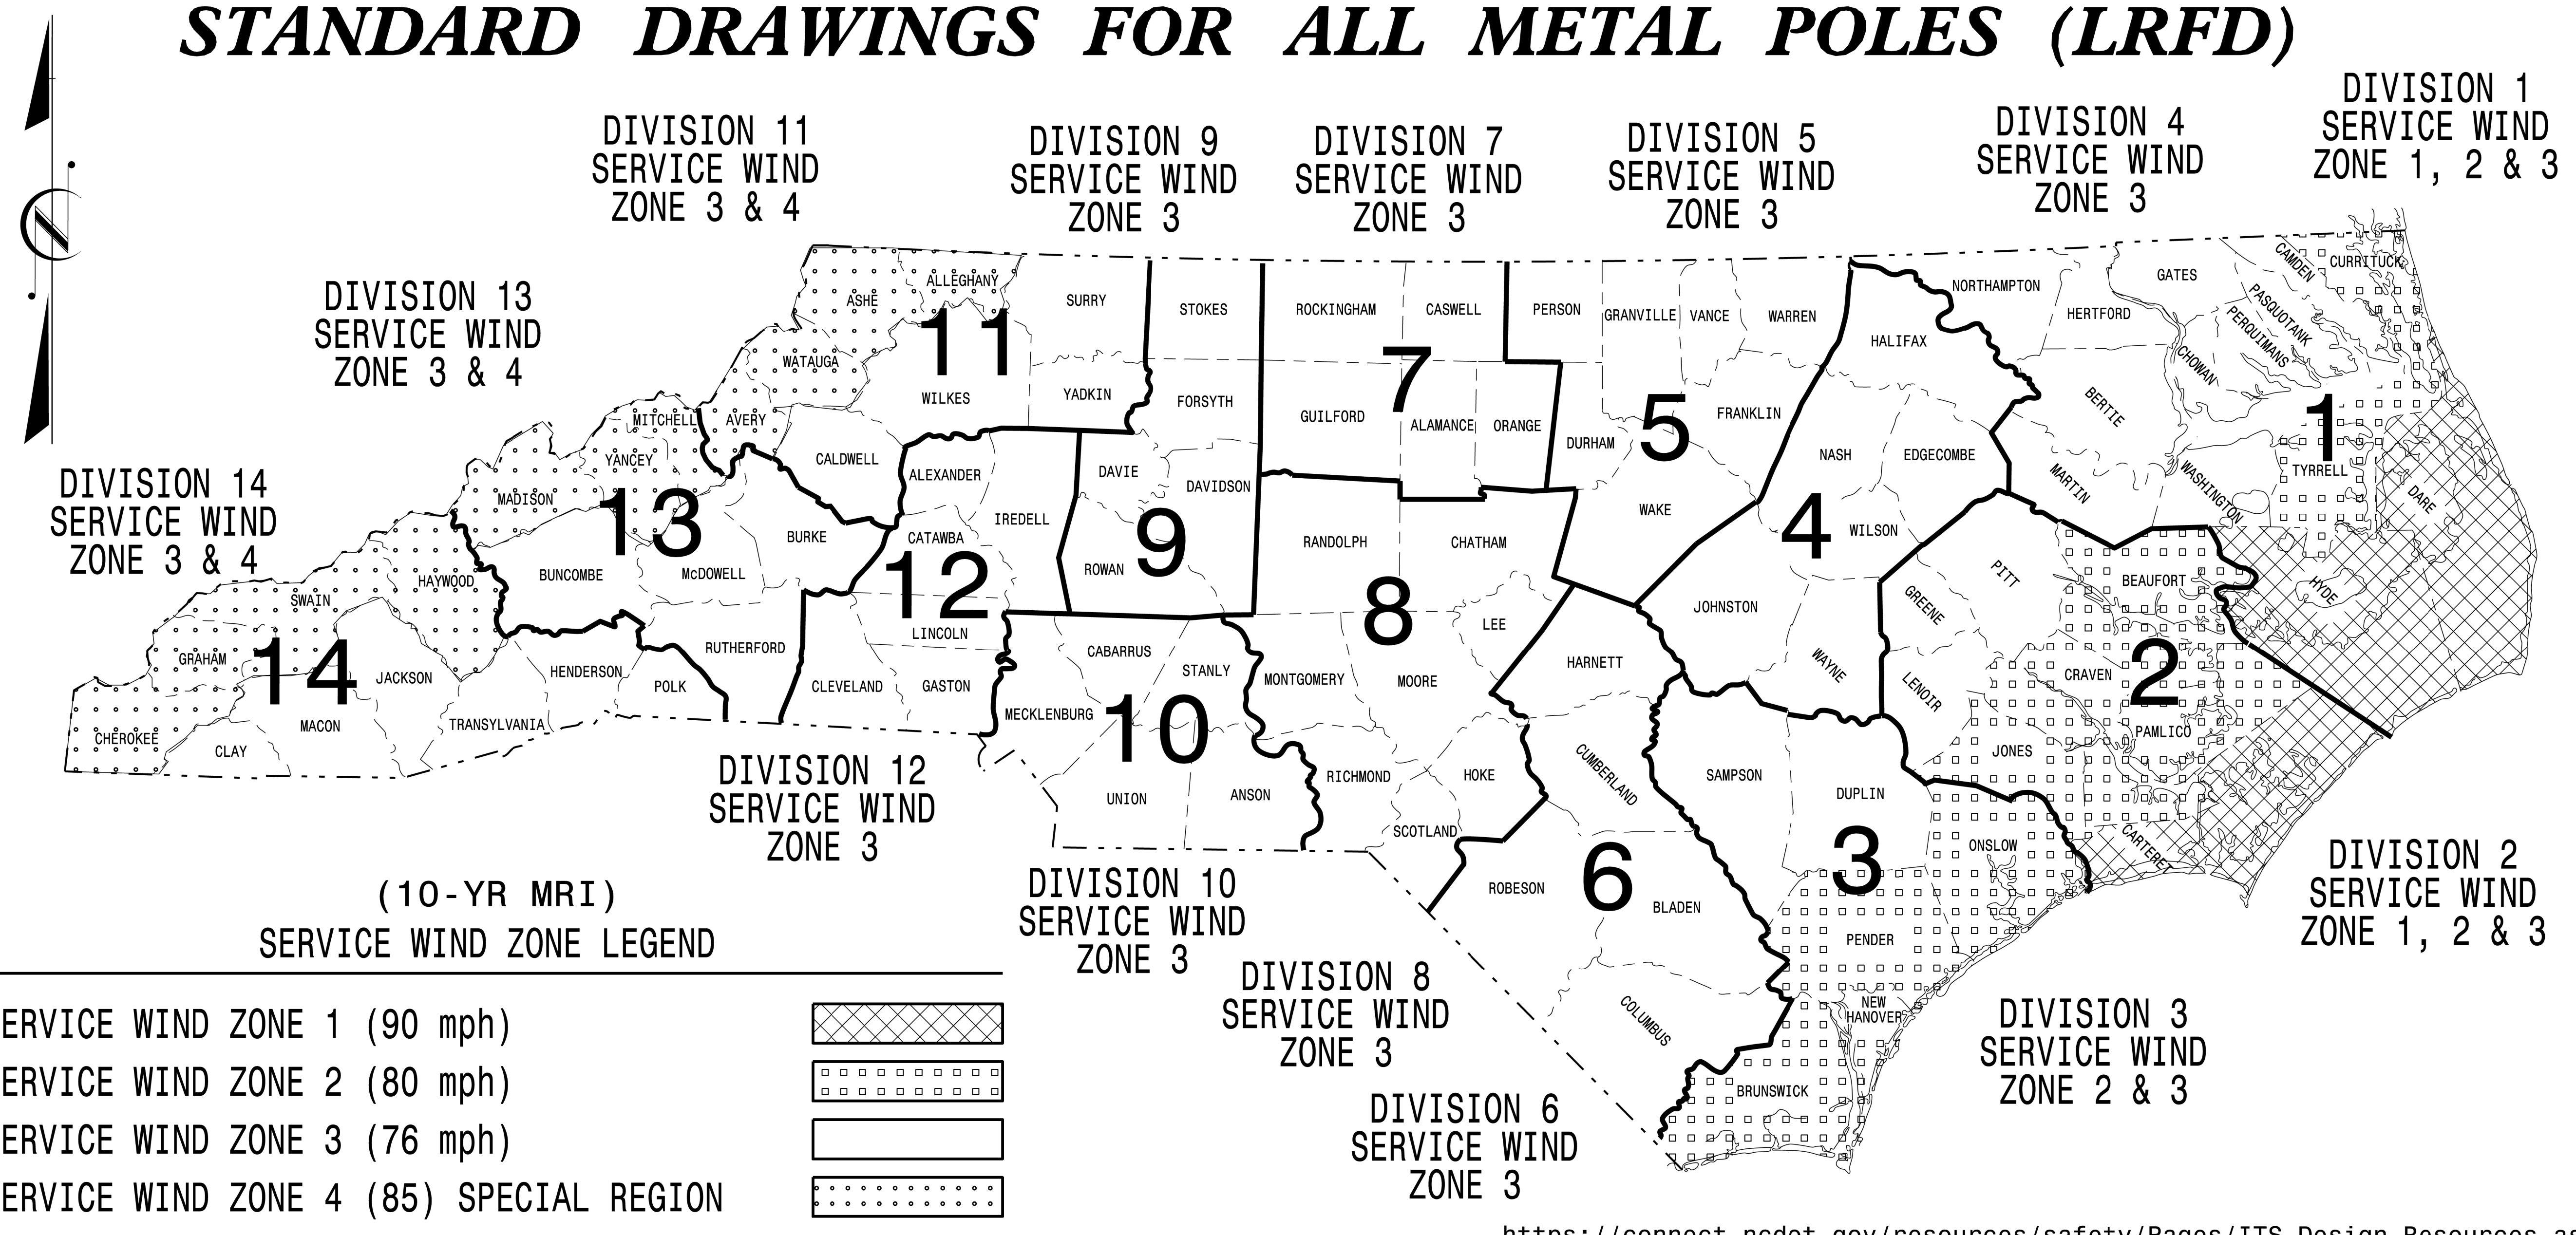 STANDARD DRAWINGS FOR ALL METAL POLES (LRFD)
DIVISION 1
SERVICE WIND
ZONE 1, 2 & 3
DIVISION 4
SERVICE WIND
ZONE 3
DIVISION 5
SERVICE WIND
ZONE 3
DIVISION 7
SERVICE WIND
ZONE 3
DIVISION 9
SERVICE WIND
ZONE 3
DIVISION 11
SERVICE WIND
ZONE 3 & 4
DIVISION 13
SERVICE WIND
ZONE 3 & 4
DIVISION 14
SERVICE WIND
ZONE 3 & 4
N
ALLEGHANY
ASHE
SURRY
11
WATAUGA
WILKES
YADKIN
AVERY
CALDWELL
STOKES
FORSYTH
DAVIE
DAVIDSON
9
ROWAN
ROCKINGHAM
CASWELL
7
GUILFORD
ALAMANCE
ORANGE
PERSON
GRANVILLE
VANCE
WARREN
5
FRANKLIN
DURHAM
WAKE
HALIFAX
NASH
EDGECOMBE
4
WILSON
JOHNSTON
WAYNE
NORTHAMPTON
GATES
HERTFORD
CAMDEN
CURRITUCK
PASQUOTANK
PERQUIMANS
CHOWAN
BERTIE
1
MARTIN
WASHINGTON
TYRRELL
DARE
HYDE
MITCHELL
YANCEY
MADISON
13
BURKE
BUNCOMBE
McDOWELL
RUTHERFORD
ALEXANDER
IREDELL
CATAWBA
12
LINCOLN
CLEVELAND
GASTON
HAYWOOD
SWAIN
GRAHAM
14
JACKSON
HENDERSON
POLK
TRANSYLVANIA
MACON
CHEROKEE
CLAY
CABARRUS
STANLY
MECKLENBURG
10
UNION
ANSON
RANDOLPH
CHATHAM
8
LEE
MONTGOMERY
MOORE
RICHMOND
HOKE
SCOTLAND
HARNETT
CUMBERLAND
6
ROBESON
BLADEN
COLUMBUS
PITT
GREENE
BEAUFORT
LENOIR
CRAVEN
2
PAMLICO
JONES
CARTERET
SAMPSON
DUPLIN
3
ONSLOW
PENDER
NEW
HANOVER
BRUNSWICK
DIVISION 12
SERVICE WIND
ZONE 3
DIVISION 10
SERVICE WIND
ZONE 3
DIVISION 8
SERVICE WIND
ZONE 3
DIVISION 6
SERVICE WIND
ZONE 3
DIVISION 3
SERVICE WIND
ZONE 2 & 3
DIVISION 2
SERVICE WIND
ZONE 1, 2 & 3
(10-YR MRI)
SERVICE WIND ZONE LEGEND
ERVICE WIND ZONE 1 (90 mph)
ERVICE WIND ZONE 2 (80 mph)
ERVICE WIND ZONE 3 (76 mph)
ERVICE WIND ZONE 4 (85) SPECIAL REGION